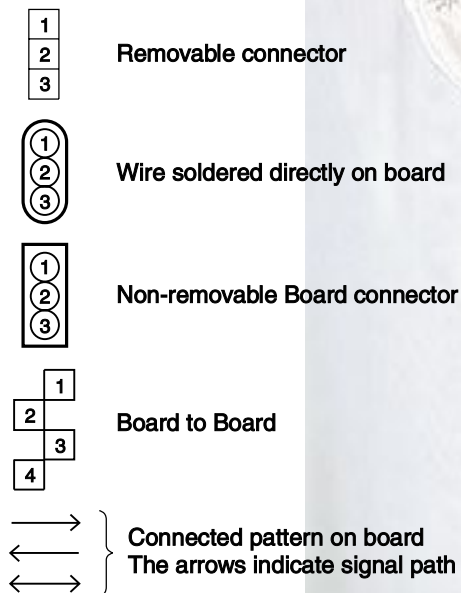 1
2
3
Removable connector
1
2
3
Wire soldered directly on board
1
2
3
Non-removable Board connector
1
2
3
4
Board to Board
Connected pattern on board
The arrows indicate signal path